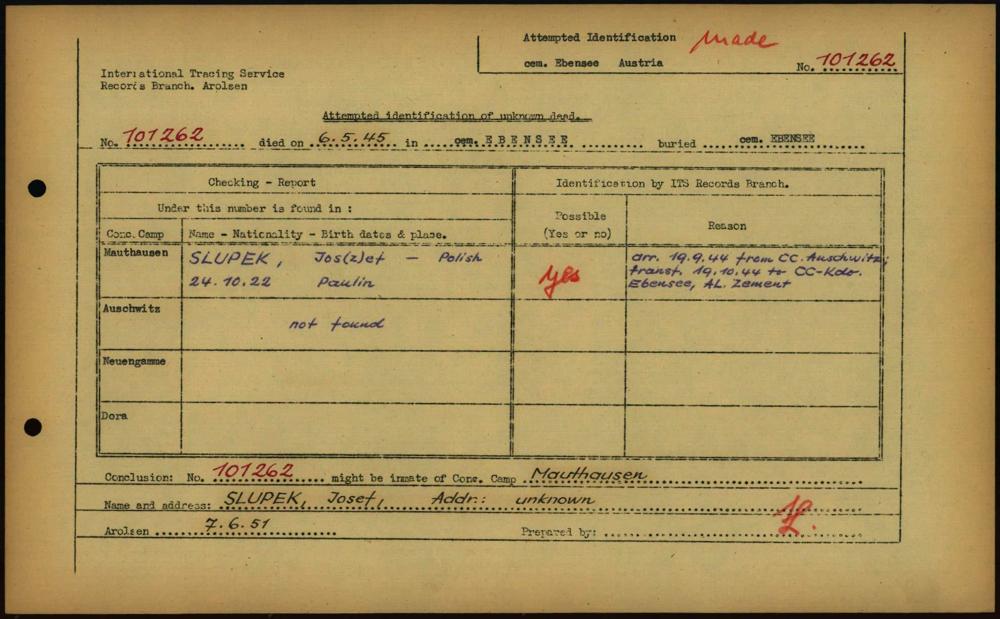 Attempted Identification made
cem. Ebensee Austria No. 101262
International Tracing Service
Records Branch. Arolsen
Attempted identification of unknown dead.
No. 101262 died on 6.5.45 in cem. EBENSEE buried cem. EBENSEE
Checking - Report Identification by ITS Records Branch.
Under this number is found in :
Possible
(Yes or no) Reason
Conc. Camp Name - Nationality - Birth dates & place.
Mauthausen SLUPEK, Jos(z)ef - Polish yes arr. 19.9.44 from CC. Auschwitz;
24.10.22 Paulin transf. 19.10.44 to CC-Kdo.
Ebensee, AL. Zement
Auschwitz not found
Neuengamme
Dora
Conclusion: No. 101262 might be inmate of Conc. Camp Mauthausen
Name and address: SLUPEK, Josef, Addr.: unknown
Arolsen 7.6.51 Prepared by: